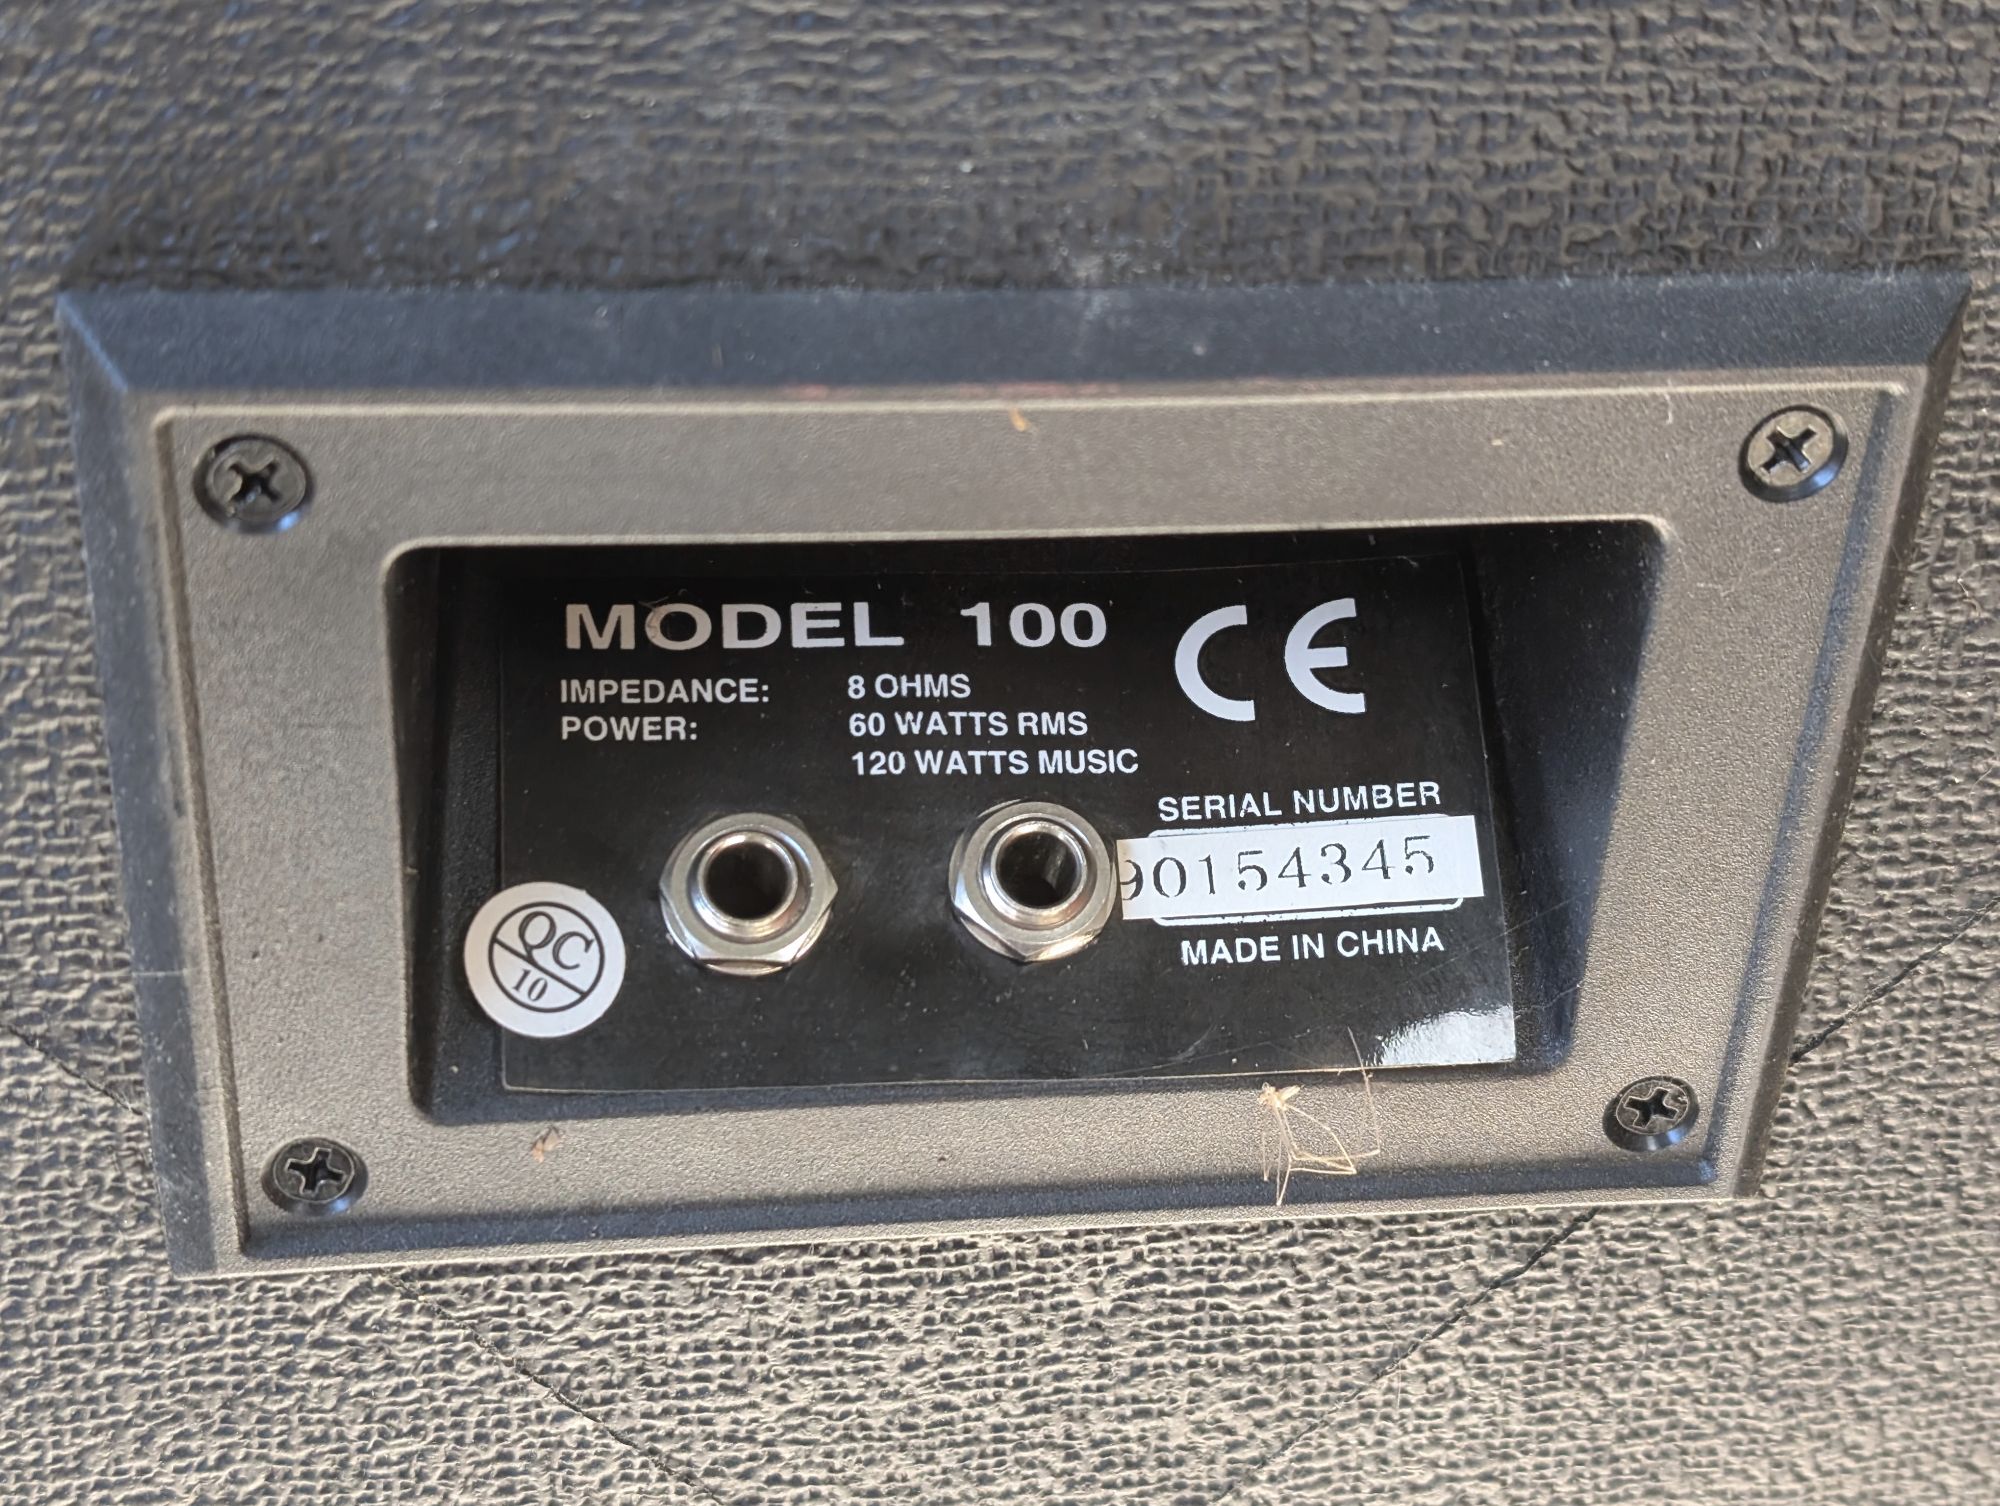 MODEL 100
CE
IMPEDANCE: 8 OHMS
POWER: 60 WATTS RMS
120 WATTS MUSIC
SERIAL NUMBER
90154345
MADE IN CHINA
QC
10